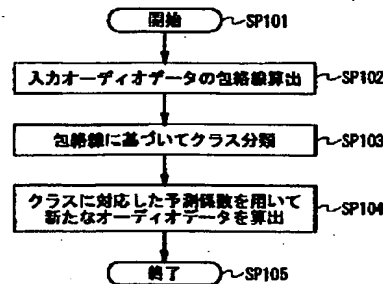 開始 SP101
入力オーディオデータの包絡線算出 SP102
包絡線に基づいてクラス分類 SP103
クラスに対応した予測係数を用いて
新たなオーディオデータを算出 SP104
終了 SP105